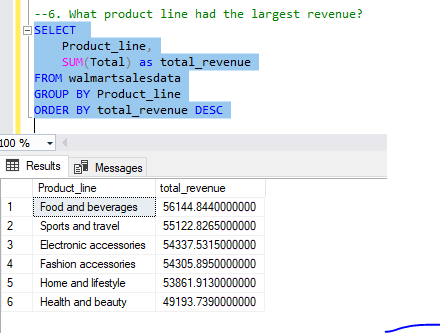 --6. What product line had the largest revenue?
SELECT
Product_line,
SUM(Total) as total_revenue
FROM walmartsalesdata
GROUP BY Product_line
ORDER BY total_revenue DESC
100 %
Results Messages
Product_line total_revenue
1 Food and beverages 56144.8440000000
2 Sports and travel 55122.8265000000
3 Electronic accessories 54337.5315000000
4 Fashion accessories 54305.8950000000
5 Home and lifestyle 53861.9130000000
6 Health and beauty 49193.7390000000